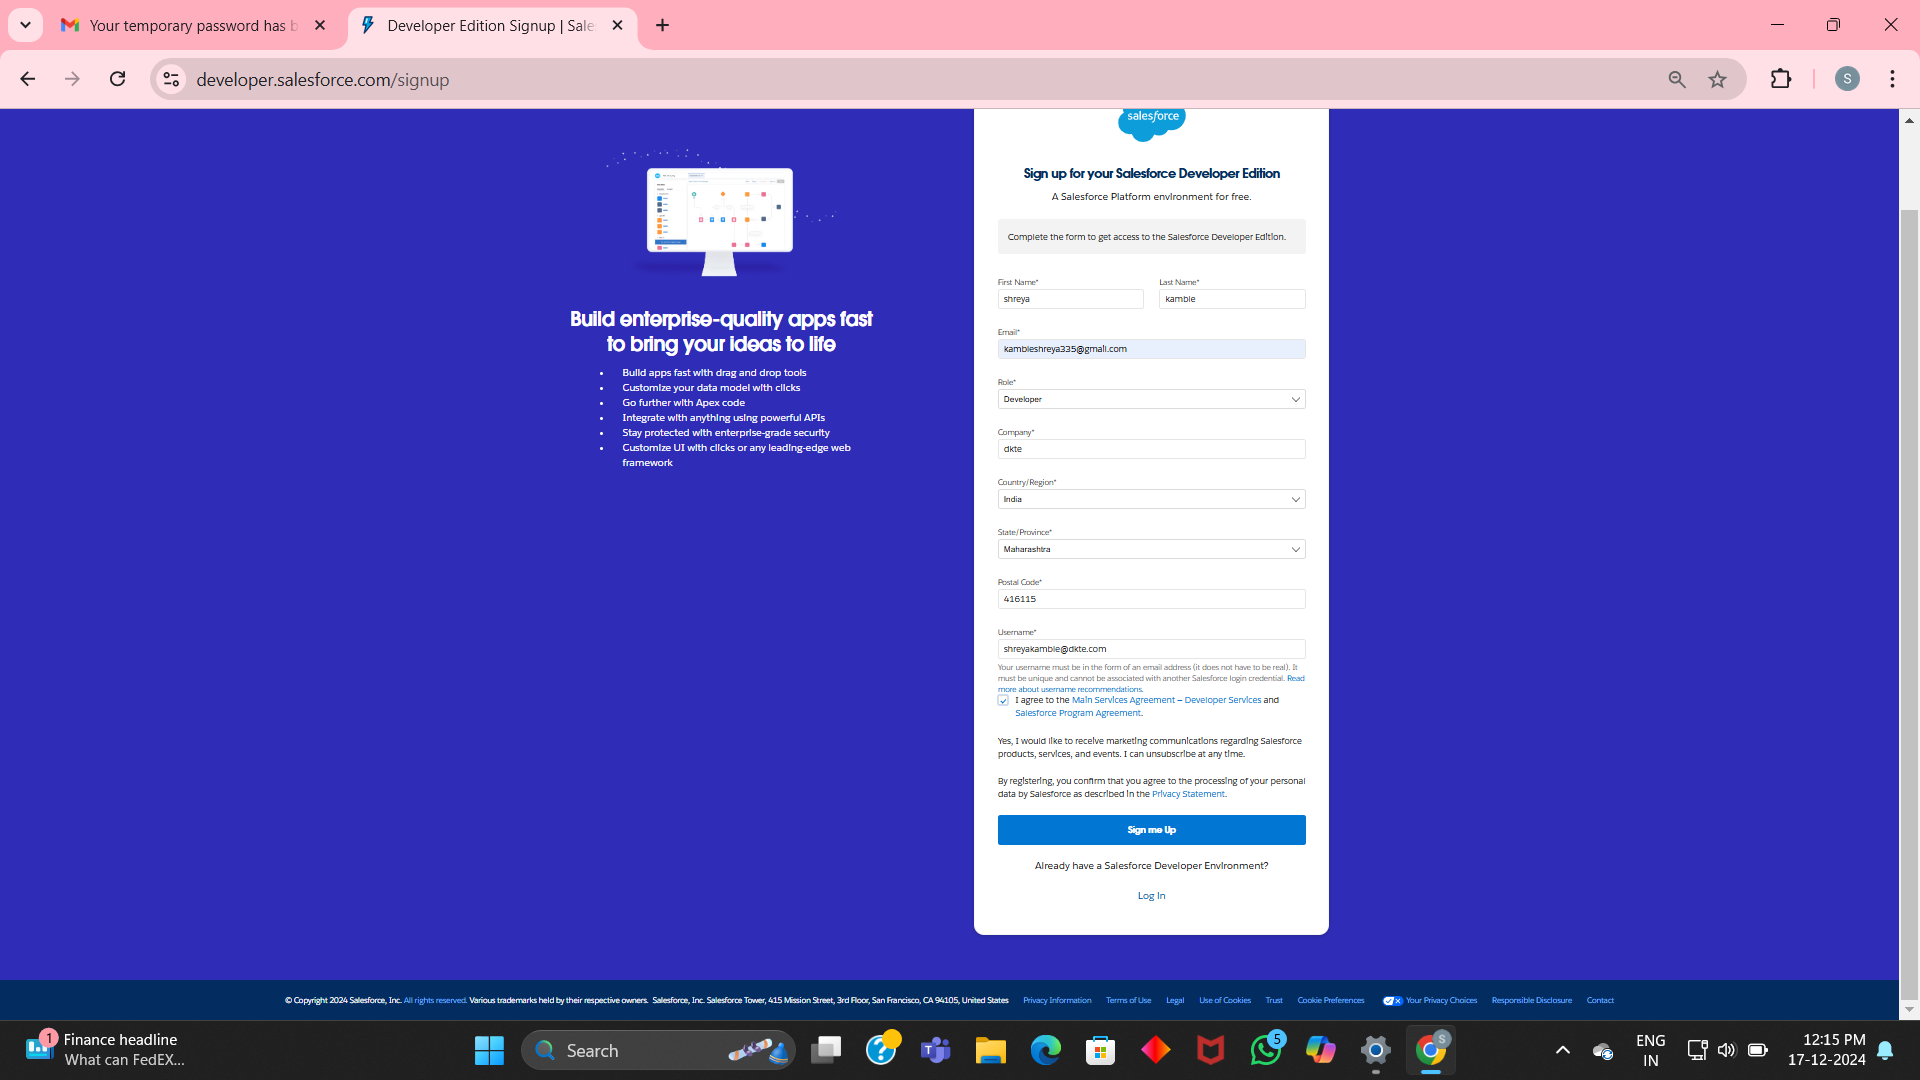 Your temporary password has b
Developer Edition Signup | Sale
developer.salesforce.com/signup
S
salesforce
Sign up for your Salesforce Developer Edition
A Salesforce Platform environment for free.
Complete the form to get access to the Salesforce Developer Edition.
First Name*
Last Name*
shreya
kamble
Email*
kambleshreya335@gmail.com
Role*
Developer
Company*
dkte
Country/Region*
India
State/Province*
Maharashtra
Postal Code*
416115
Username*
shreyakamble@dkte.com
Your username must be in the form of an email address (it does not have to be real). It
must be unique and cannot be associated with another Salesforce login credential. Read
more about username recommendations.
I agree to the Main Services Agreement – Developer Services and
Salesforce Program Agreement.
Yes, I would like to receive marketing communications regarding Salesforce
products, services, and events. I can unsubscribe at any time.
By registering, you confirm that you agree to the processing of your personal
data by Salesforce as described in the Privacy Statement.
Sign me Up
Already have a Salesforce Developer Environment?
Log In
Build enterprise-quality apps fast
to bring your ideas to life
Build apps fast with drag and drop tools
Customize your data model with clicks
Go further with Apex code
Integrate with anything using powerful APIs
Stay protected with enterprise-grade security
Customize UI with clicks or any leading-edge web
framework
© Copyright 2024 Salesforce, Inc. All rights reserved. Various trademarks held by their respective owners. Salesforce, Inc. Salesforce Tower, 415 Mission Street, 3rd Floor, San Francisco, CA 94105, United States
Privacy Information
Terms of Use
Legal
Use of Cookies
Trust
Cookie Preferences
Your Privacy Choices
Responsible Disclosure
Contact
1
Finance headline
What can FedEX...
Search
5
S
ENG
IN
12:15 PM
17-12-2024